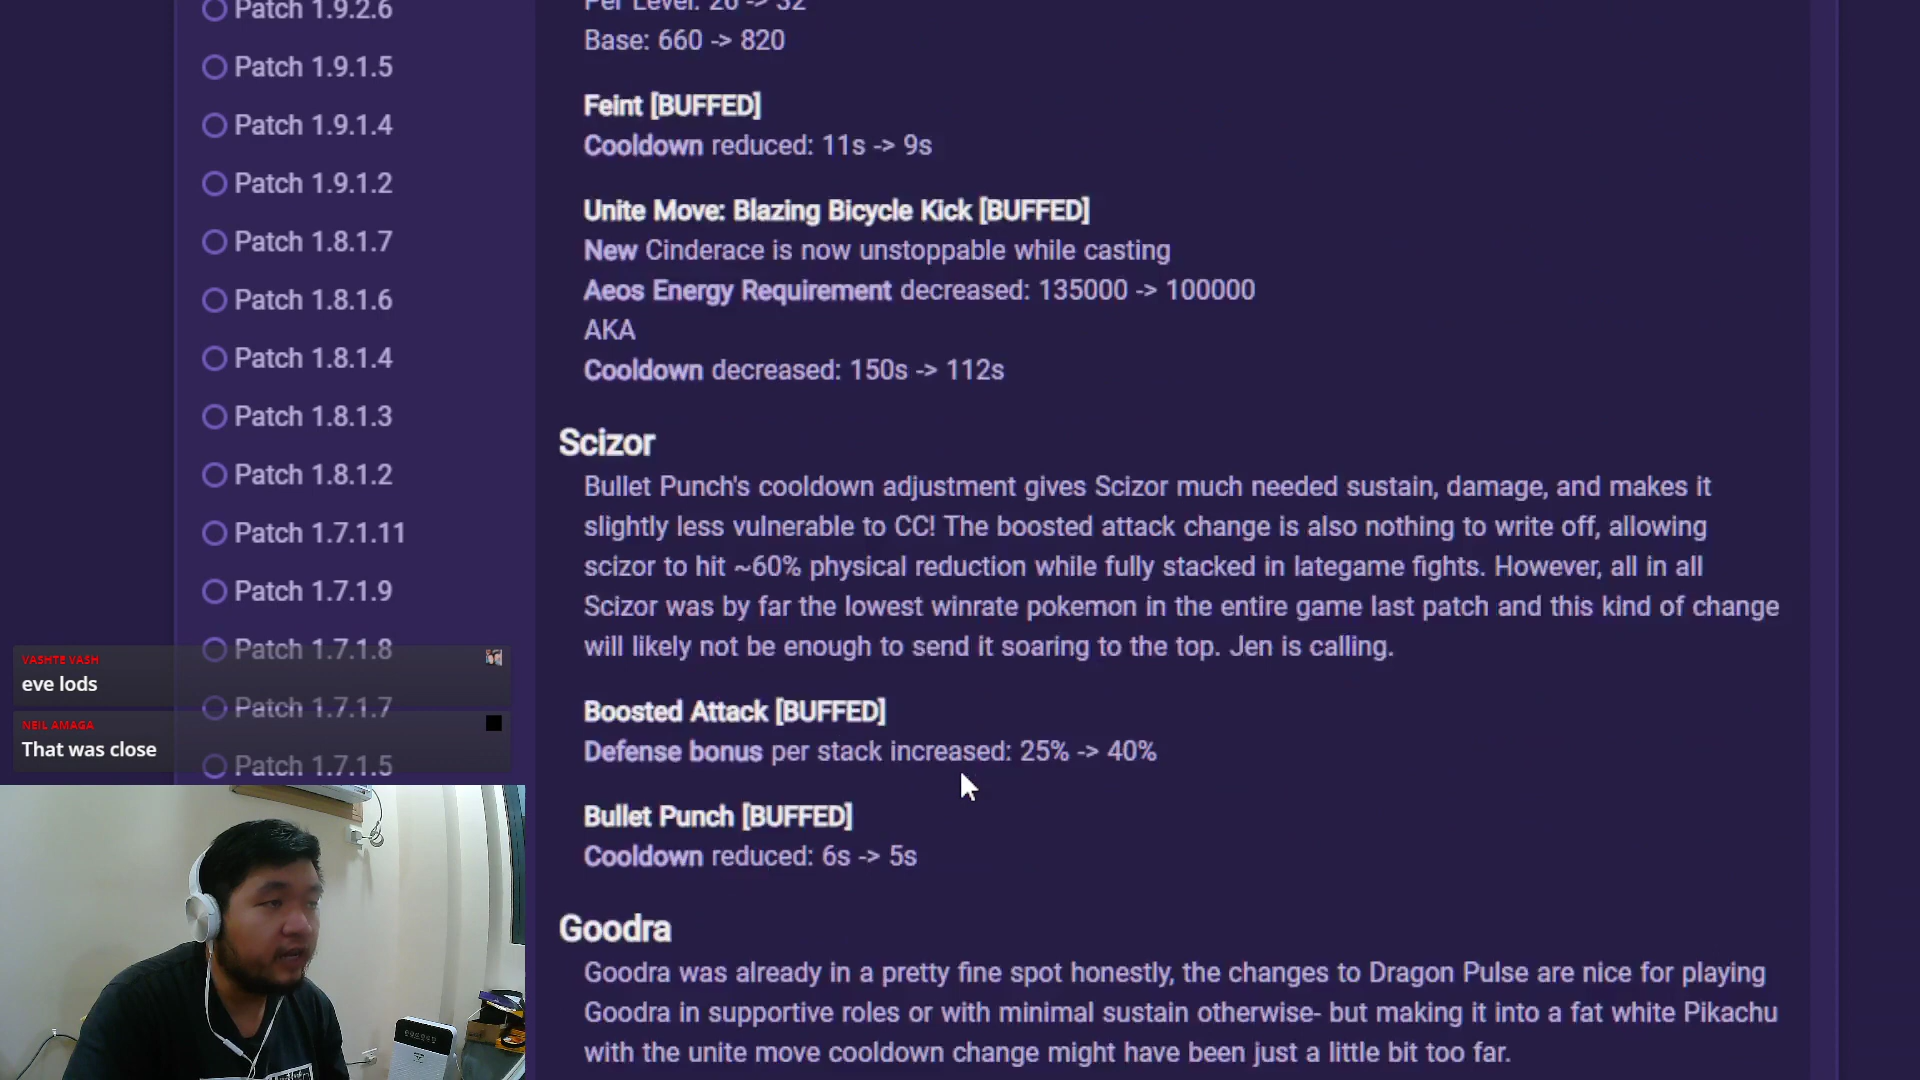 Patch 1.9.2.6
Patch 1.9.1.5
Patch 1.9.1.4
Patch 1.9.1.2
Patch 1.8.1.7
Patch 1.8.1.6
Patch 1.8.1.4
Patch 1.8.1.3
Patch 1.8.1.2
Patch 1.7.1.11
Patch 1.7.1.9
Patch 1.7.1.8
Patch 1.7.1.7
Patch 1.7.1.5
VASHTE VASH
eve lods
NEIL AMAGA
That was close
Per Level: 26 -> 32
Base: 660 -> 820
Feint [BUFFED]
Cooldown reduced: 11s -> 9s
Unite Move: Blazing Bicycle Kick [BUFFED]
New Cinderace is now unstoppable while casting
Aeos Energy Requirement decreased: 135000 -> 100000
AKA
Cooldown decreased: 150s -> 112s
Scizor
Bullet Punch's cooldown adjustment gives Scizor much needed sustain, damage, and makes it
slightly less vulnerable to CC! The boosted attack change is also nothing to write off, allowing
scizor to hit ~60% physical reduction while fully stacked in lategame fights. However, all in all
Scizor was by far the lowest winrate pokemon in the entire game last patch and this kind of change
will likely not be enough to send it soaring to the top. Jen is calling.
Boosted Attack [BUFFED]
Defense bonus per stack increased: 25% -> 40%
Bullet Punch [BUFFED]
Cooldown reduced: 6s -> 5s
Goodra
Goodra was already in a pretty fine spot honestly, the changes to Dragon Pulse are nice for playing
Goodra in supportive roles or with minimal sustain otherwise- but making it into a fat white Pikachu
with the unite move cooldown change might have been just a little bit too far.